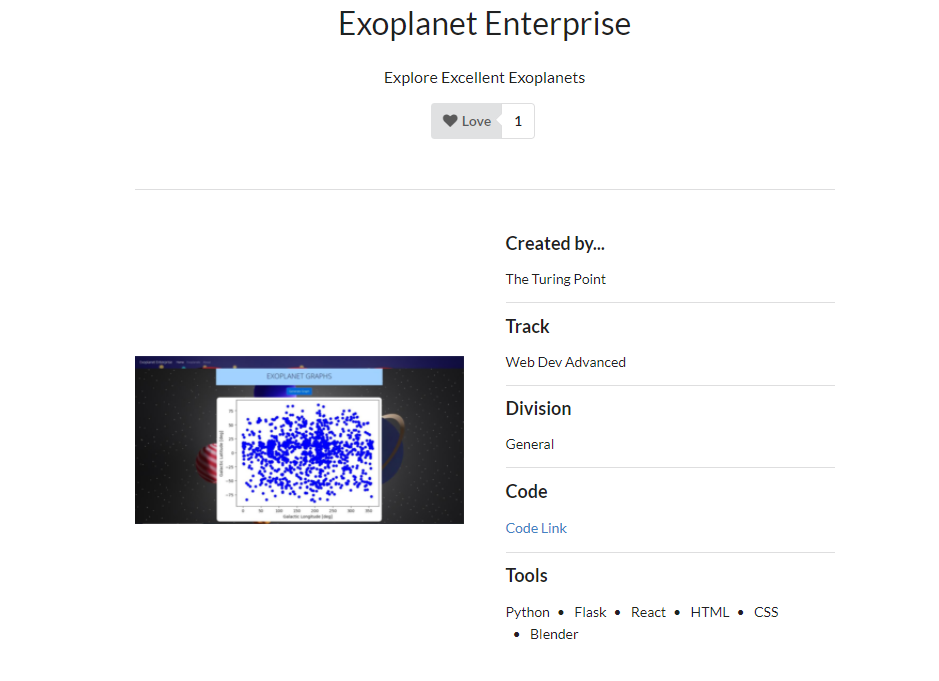 Exoplanet Enterprise
Explore Excellent Exoplanets
Love 1
Created by...
The Turing Point
Track
Web Dev Advanced
Division
General
Code
Code Link
Tools
Python • Flask • React • HTML • CSS
• Blender
Exoplanet Enterprise
EXOPLANET GRAPHS
Galactic Latitude [deg]
75
50
25
0
-25
-50
-75
0 50 100 150 200 250 300 350
Galactic Longitude [deg]